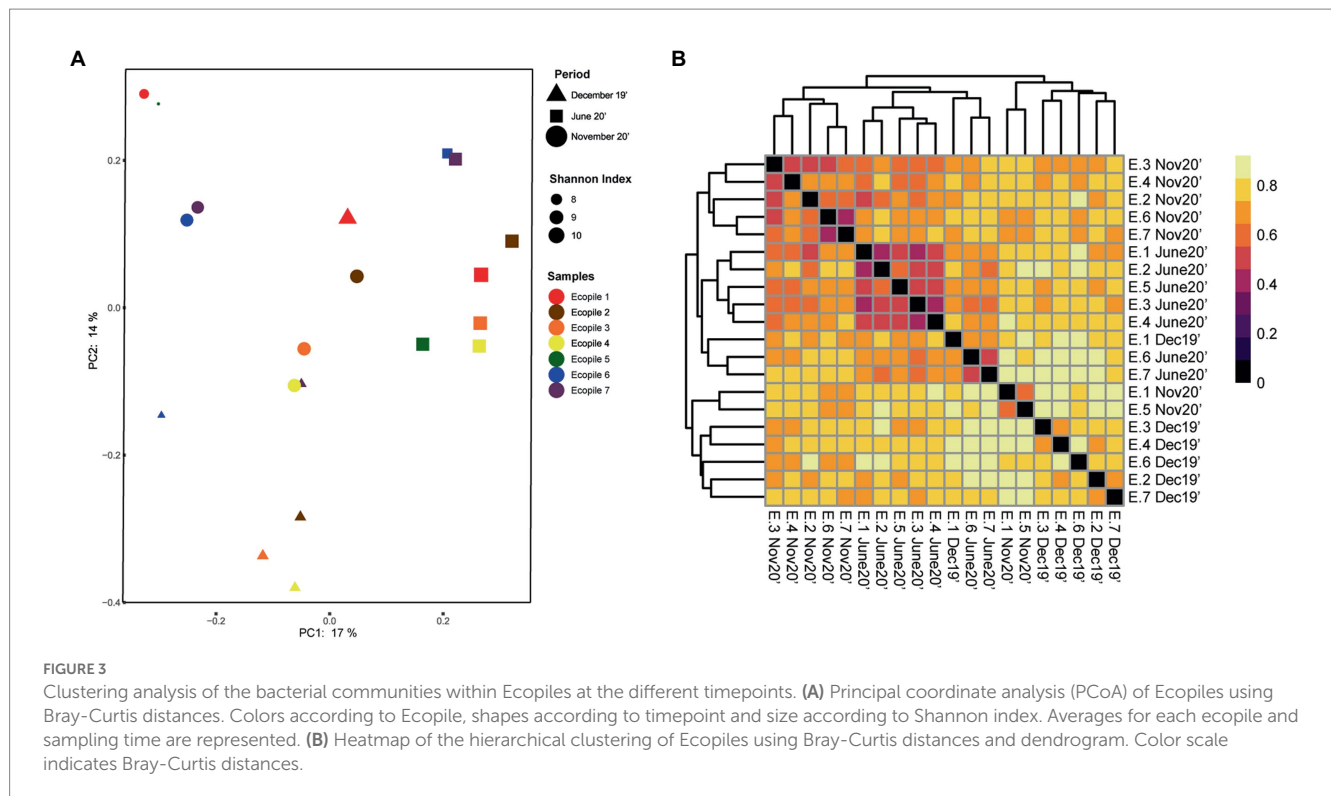 A
Period
December 19'
June 20'
November 20'
Shannon Index
8
9
10
Samples
Ecopile 1
Ecopile 2
Ecopile 3
Ecopile 4
Ecopile 5
Ecopile 6
Ecopile 7
0.2
0.0
−0.2
−0.4
PC2: 14 %
−0.2
0.0
0.2
PC1: 17 %
B
E.3 Nov20'
E.4 Nov20'
E.2 Nov20'
E.6 Nov20'
E.7 Nov20'
E.1 June20'
E.2 June20'
E.5 June20'
E.3 June20'
E.4 June20'
E.1 Dec19'
E.6 June20'
E.7 June20'
E.1 Nov20'
E.5 Nov20'
E.3 Dec19'
E.4 Dec19'
E.6 Dec19'
E.2 Dec19'
E.7 Dec19'
E.3 Nov20'
E.4 Nov20'
E.2 Nov20'
E.6 Nov20'
E.7 Nov20'
E.1 June20'
E.2 June20'
E.5 June20'
E.3 June20'
E.4 June20'
E.1 Dec19'
E.6 June20'
E.7 June20'
E.1 Nov20'
E.5 Nov20'
E.3 Dec19'
E.4 Dec19'
E.6 Dec19'
E.2 Dec19'
E.7 Dec19'
0.8
0.6
0.4
0.2
0
FIGURE 3
Clustering analysis of the bacterial communities within Ecopiles at the different timepoints. (A) Principal coordinate analysis (PCoA) of Ecopiles using
Bray-Curtis distances. Colors according to Ecopile, shapes according to timepoint and size according to Shannon index. Averages for each ecopile and
sampling time are represented. (B) Heatmap of the hierarchical clustering of Ecopiles using Bray-Curtis distances and dendrogram. Color scale
indicates Bray-Curtis distances.